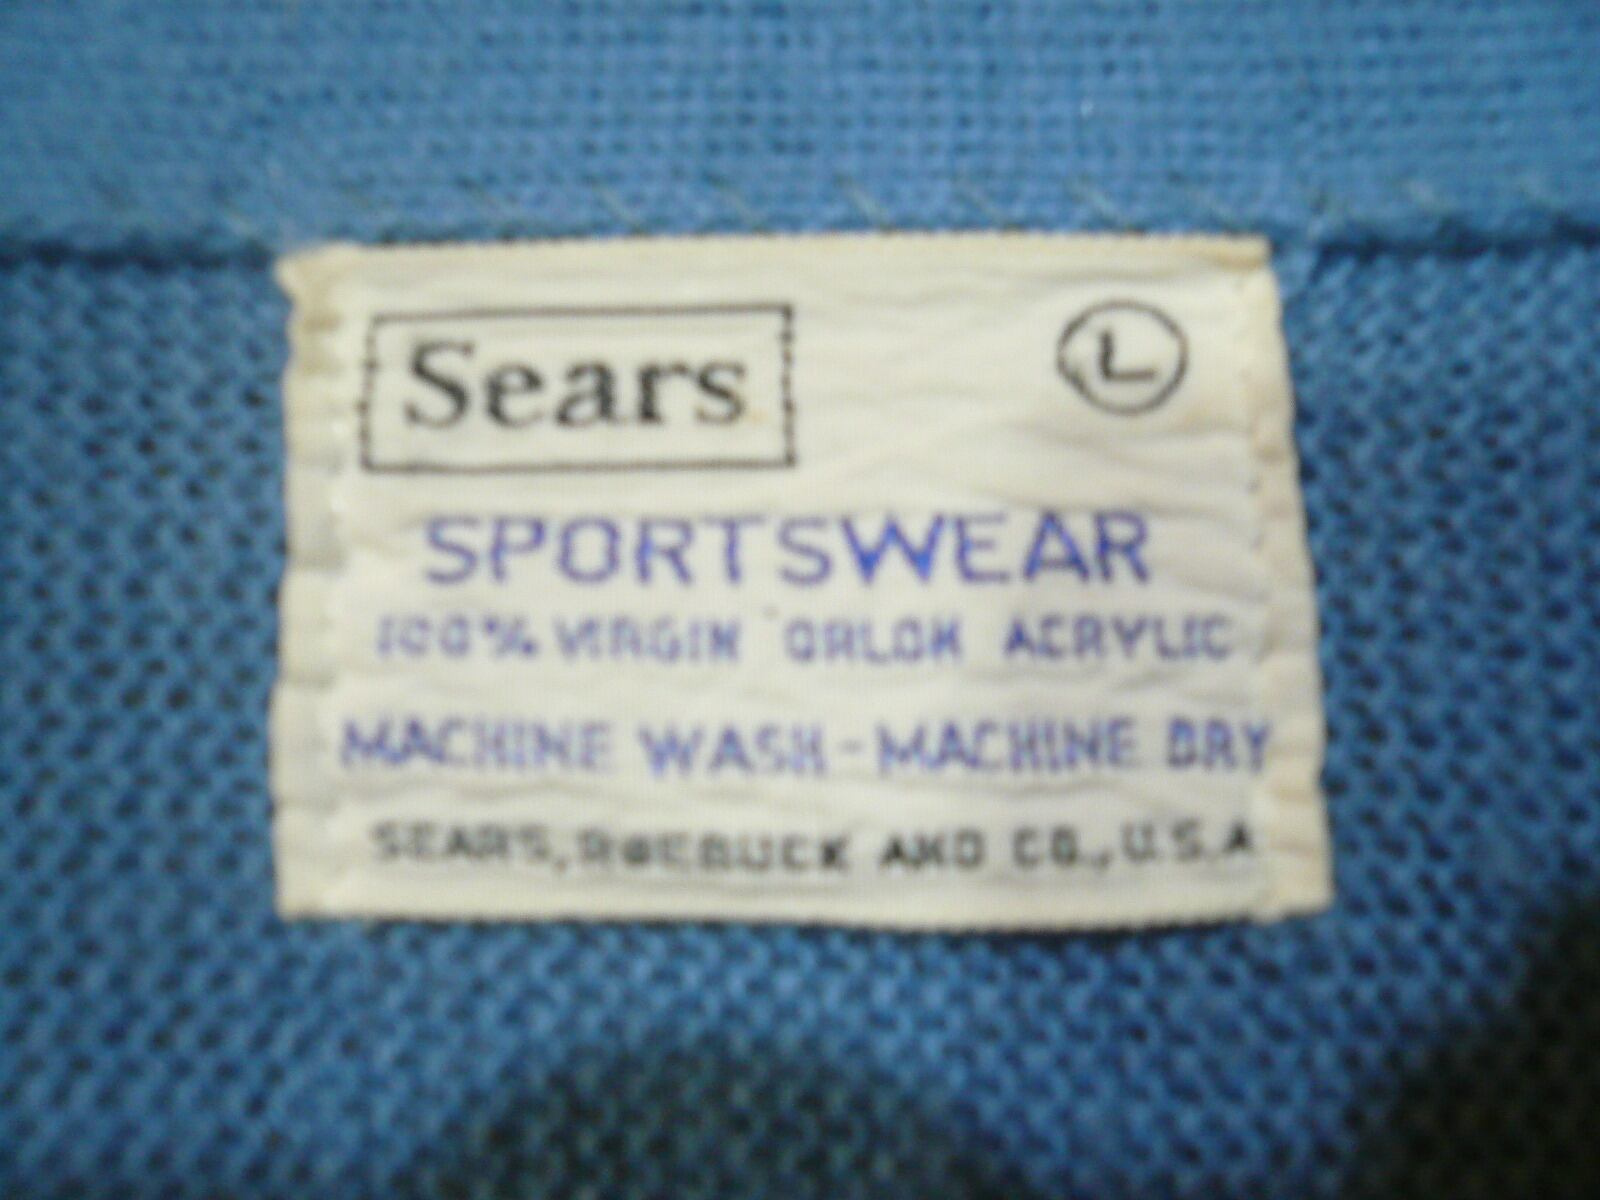 Sears L
SPORTSWEAR
100% VIRGIN ORLON ACRYLIC
MACHINE WASH - MACHINE DRY
SEARS, ROEBUCK AND CO., U.S.A